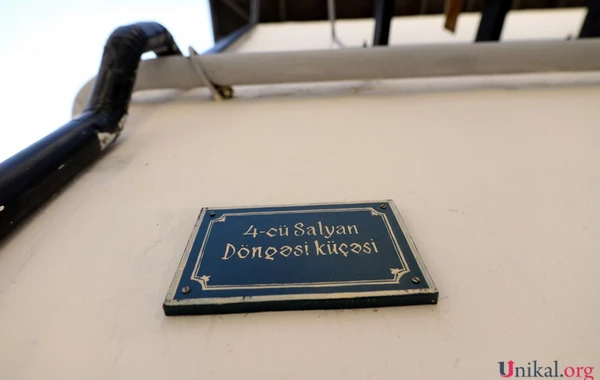 4-cü Salyan
Döngəsi küçəsi
Unikal.org